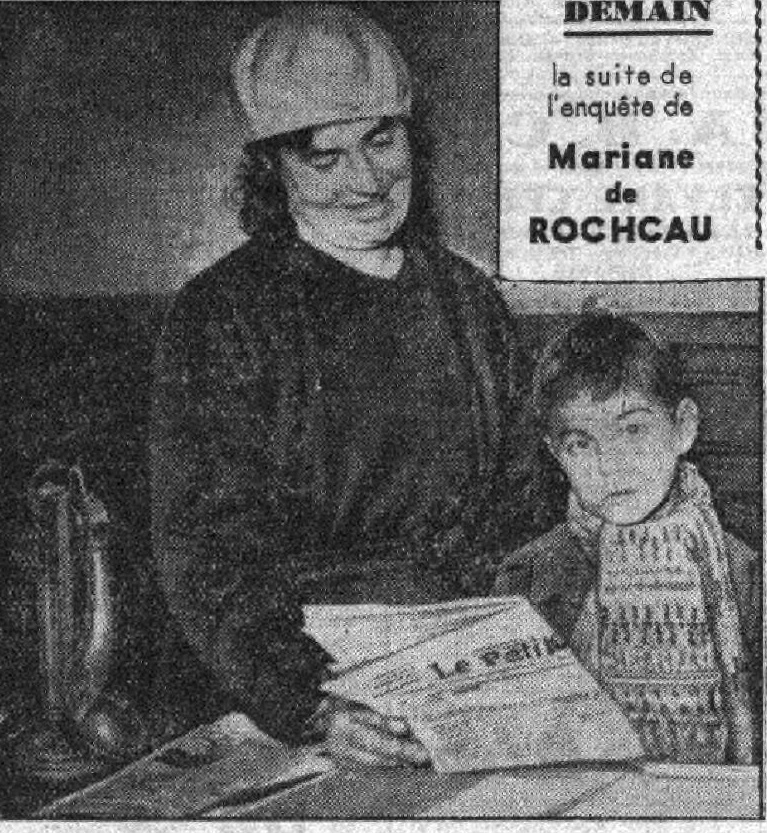 DEMAIN
la suite de
l'enquête de
Mariane
de
ROCHCAU
Le Petit